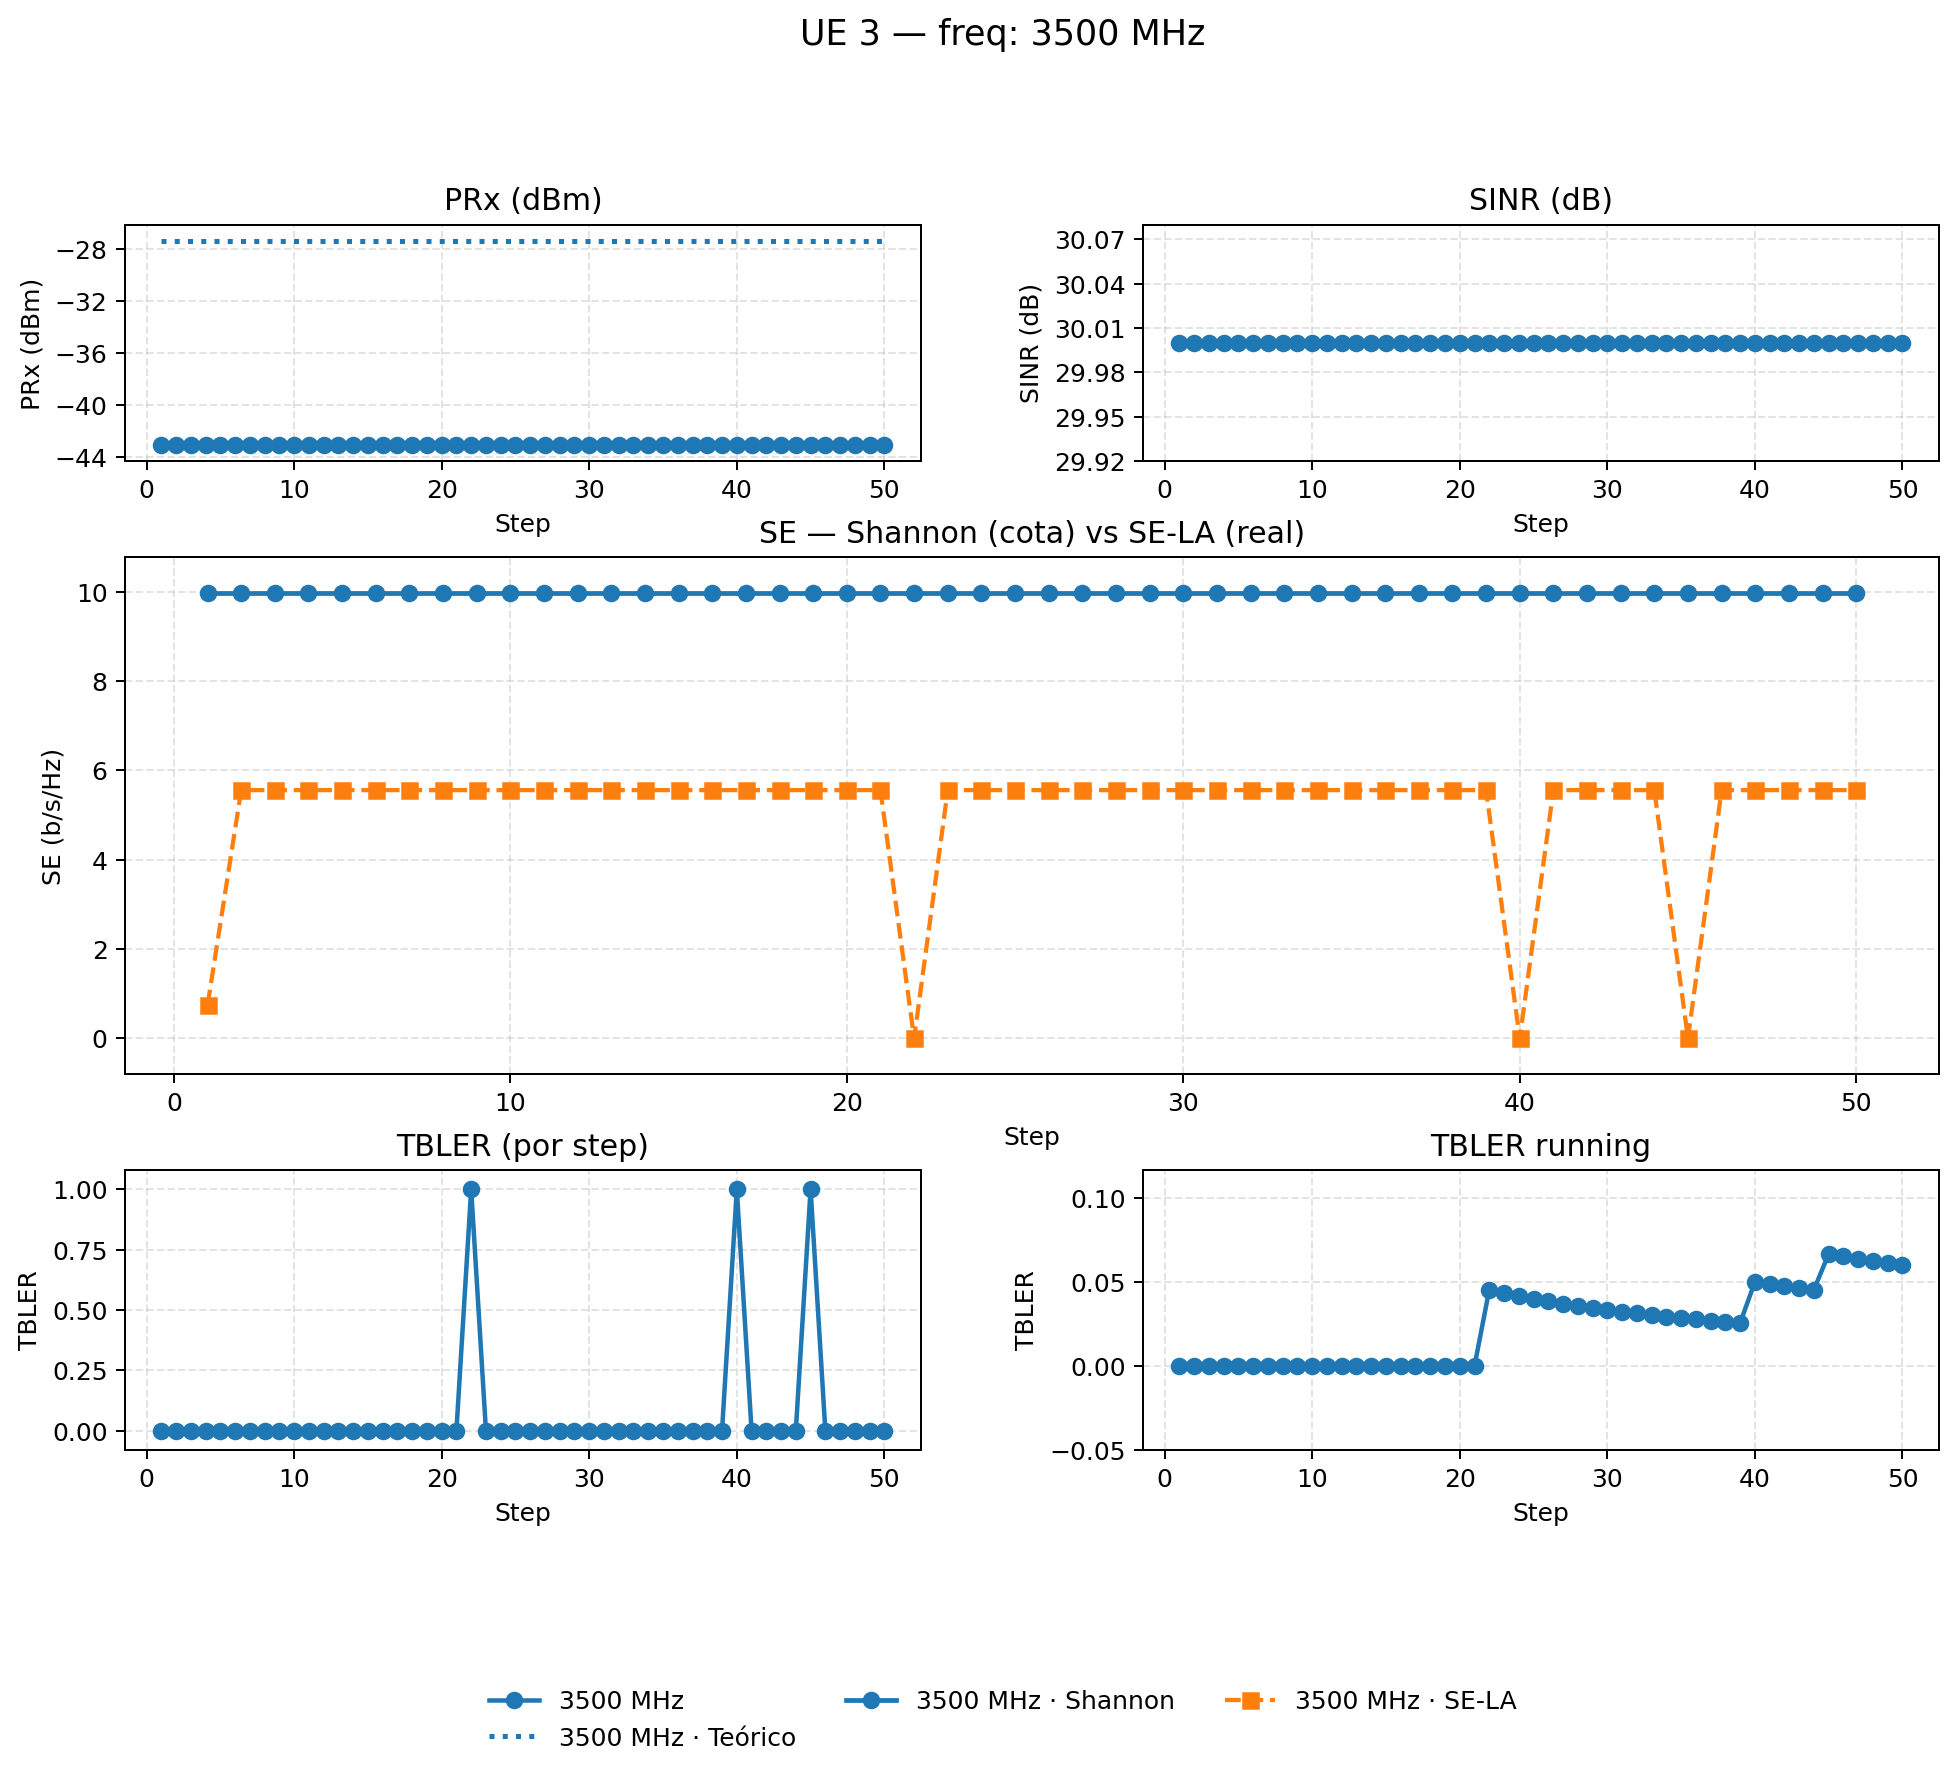 UE 3 — freq: 3500 MHz
PRx (dBm)
PRx (dBm)
−28
−32
−36
−40
−44
0 10 20 30 40 50
Step
SINR (dB)
SINR (dB)
30.07
30.04
30.01
29.98
29.95
29.92
0 10 20 30 40 50
Step
SE — Shannon (cota) vs SE-LA (real)
SE (b/s/Hz)
10
8
6
4
2
0
0 10 20 30 40 50
Step
TBLER (por step)
TBLER
1.00
0.75
0.50
0.25
0.00
0 10 20 30 40 50
Step
TBLER running
TBLER
0.10
0.05
0.00
−0.05
0 10 20 30 40 50
Step
3500 MHz
3500 MHz · Teórico
3500 MHz · Shannon
3500 MHz · SE-LA